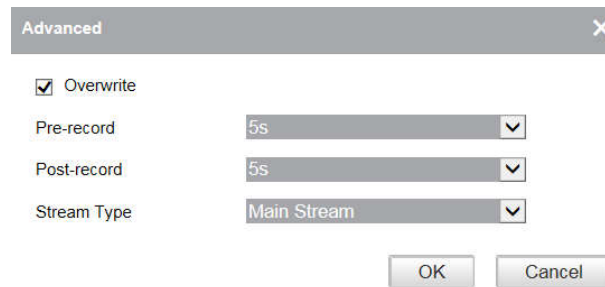 Advanced
Overwrite
Pre-record 5s
Post-record 5s
Stream Type Main Stream
OK Cancel